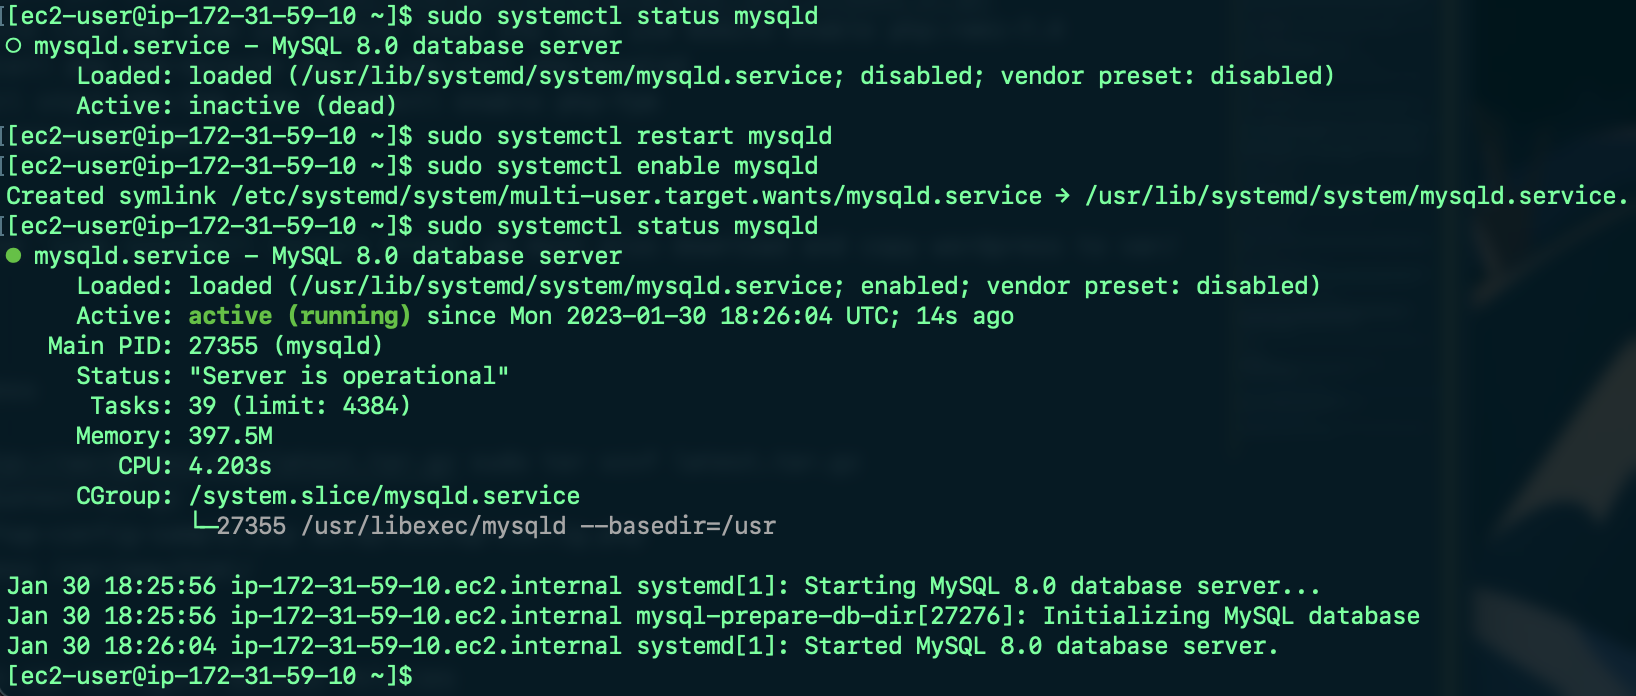 [ec2-user@ip-172-31-59-10 ~]$ sudo systemctl status mysqld
○ mysqld.service - MySQL 8.0 database server
     Loaded: loaded (/usr/lib/systemd/system/mysqld.service; disabled; vendor preset: disabled)
     Active: inactive (dead)
[ec2-user@ip-172-31-59-10 ~]$ sudo systemctl restart mysqld
[ec2-user@ip-172-31-59-10 ~]$ sudo systemctl enable mysqld
Created symlink /etc/systemd/system/multi-user.target.wants/mysqld.service → /usr/lib/systemd/system/mysqld.service.
[ec2-user@ip-172-31-59-10 ~]$ sudo systemctl status mysqld
● mysqld.service - MySQL 8.0 database server
     Loaded: loaded (/usr/lib/systemd/system/mysqld.service; enabled; vendor preset: disabled)
     Active: active (running) since Mon 2023-01-30 18:26:04 UTC; 14s ago
   Main PID: 27355 (mysqld)
     Status: "Server is operational"
      Tasks: 39 (limit: 4384)
     Memory: 397.5M
        CPU: 4.203s
     CGroup: /system.slice/mysqld.service
             └─27355 /usr/libexec/mysqld --basedir=/usr

Jan 30 18:25:56 ip-172-31-59-10.ec2.internal systemd[1]: Starting MySQL 8.0 database server...
Jan 30 18:25:56 ip-172-31-59-10.ec2.internal mysql-prepare-db-dir[27276]: Initializing MySQL database
Jan 30 18:26:04 ip-172-31-59-10.ec2.internal systemd[1]: Started MySQL 8.0 database server.
[ec2-user@ip-172-31-59-10 ~]$